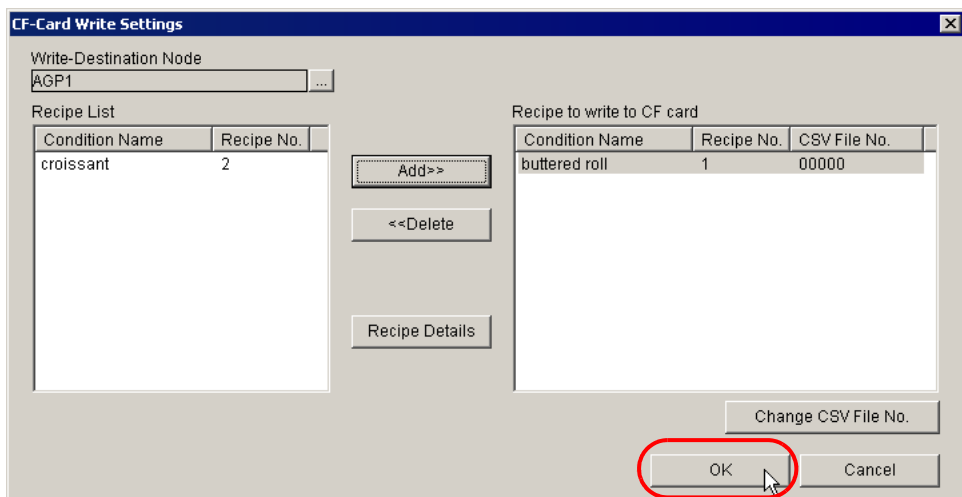 CF-Card Write Settings
Write-Destination Node
AGP1 ...
Recipe List
Condition Name Recipe No.
croissant 2
Add>>
<<Delete
Recipe Details
Recipe to write to CF card
Condition Name Recipe No. CSV File No.
buttered roll 1 00000
Change CSV File No.
OK Cancel